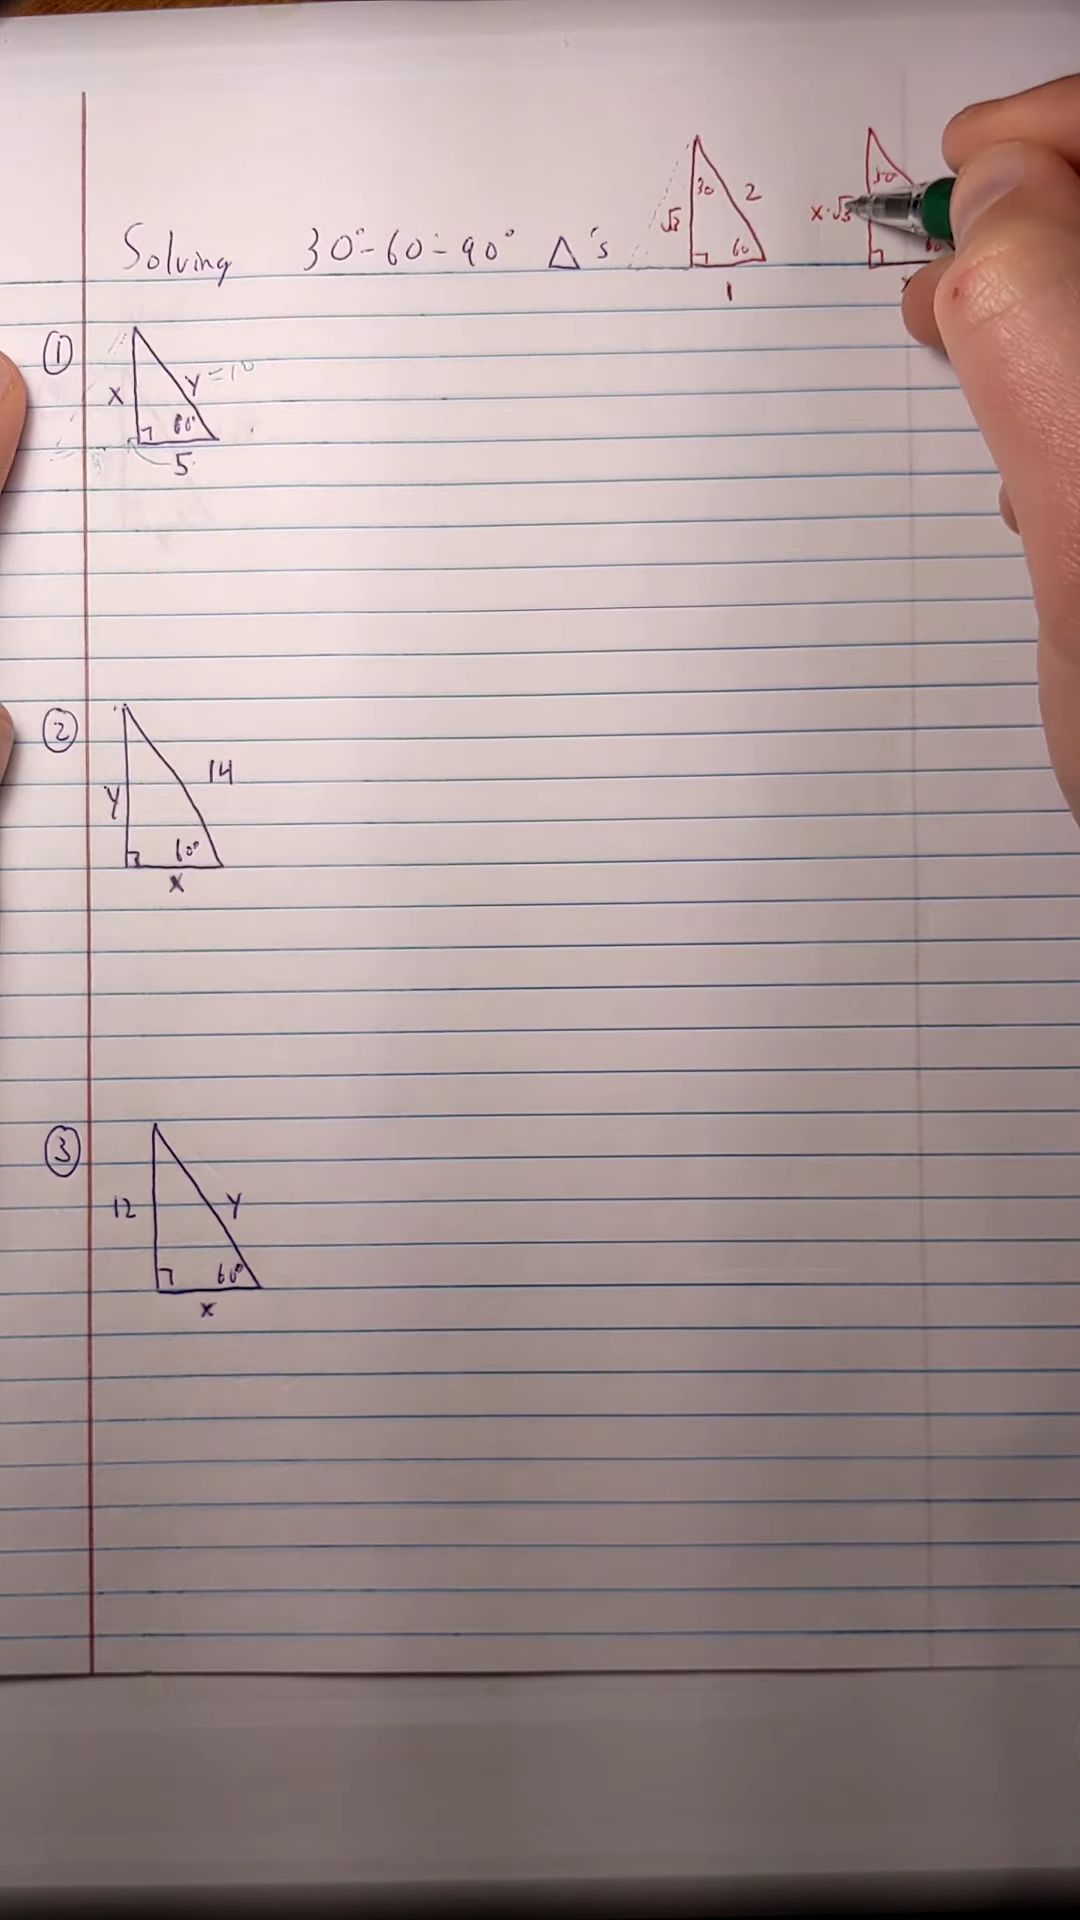 Solving 30°-60°-90° △'s
30 2 √3 60 1
30 x·√3
① x y = 10 60° 5
② y 14 60° x
③ 12 y 60° x